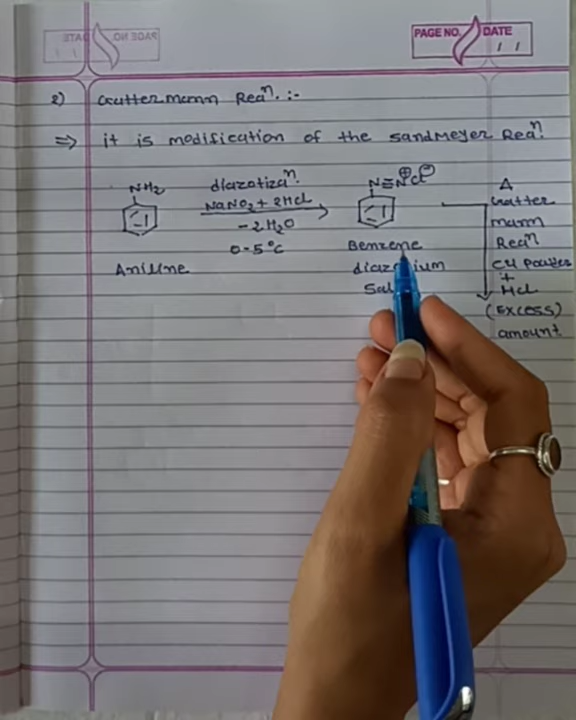 PAGE NO. DATE
/ /
2) Gattermann Reaⁿ. :-
⇒ it is modification of the Sandmeyer Reaⁿ.
NH₂ diazotizaⁿ. N≡N⊕Cl⊖ Δ
NaNO₂ + 2HCl Gatter
-2H₂O mann
0-5°C Benzene Reaⁿ
Aniline diazonium Cu Powder
+
HCl
(Excess)
amount